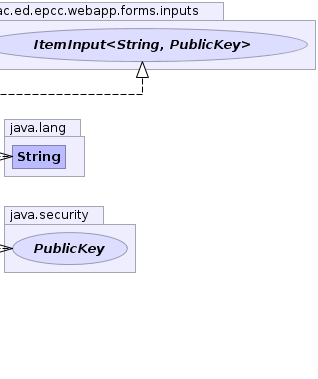 ac.ed.epcc.webapp.forms.inputs
ItemInput<String, PublicKey>
java.lang
String
java.security
PublicKey